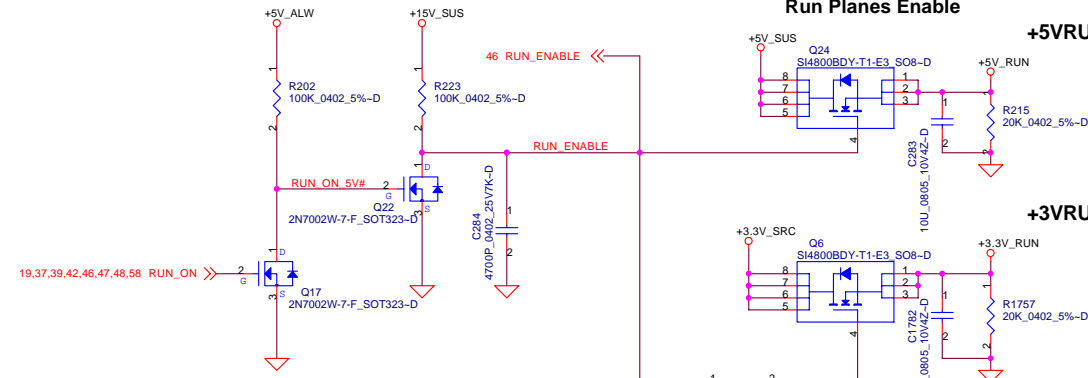 Run Planes Enable
+5V_ALW
+15V_SUS
+5V_SUS
Q24
SI4800BDY-T1-E3_SO8~D
+5VRU
+5V_RUN
46 RUN_ENABLE
1
R202
100K_0402_5%~D
2
1
R223
100K_0402_5%~D
2
8
7
6
5
1
2
3
4
1
2
C283
10U_0805_10V4Z~D
1
R215
20K_0402_5%~D
2
RUN_ENABLE
RUN_ON_5V#
2
G
1
D
S
3
Q22
2N7002W-7-F_SOT323~D
C284
4700P_0402_25V7K~D
1
2
+3VRU
+3.3V_SRC
Q6
SI4800BDY-T1-E3_SO8~D
+3.3V_RUN
19,37,39,42,46,47,48,58 RUN_ON
2
G
1
D
S
3
Q17
2N7002W-7-F_SOT323~D
8
7
6
5
1
2
3
4
1
2
C1782
_0805_10V4Z~D
1
R1757
20K_0402_5%~D
2
1
2